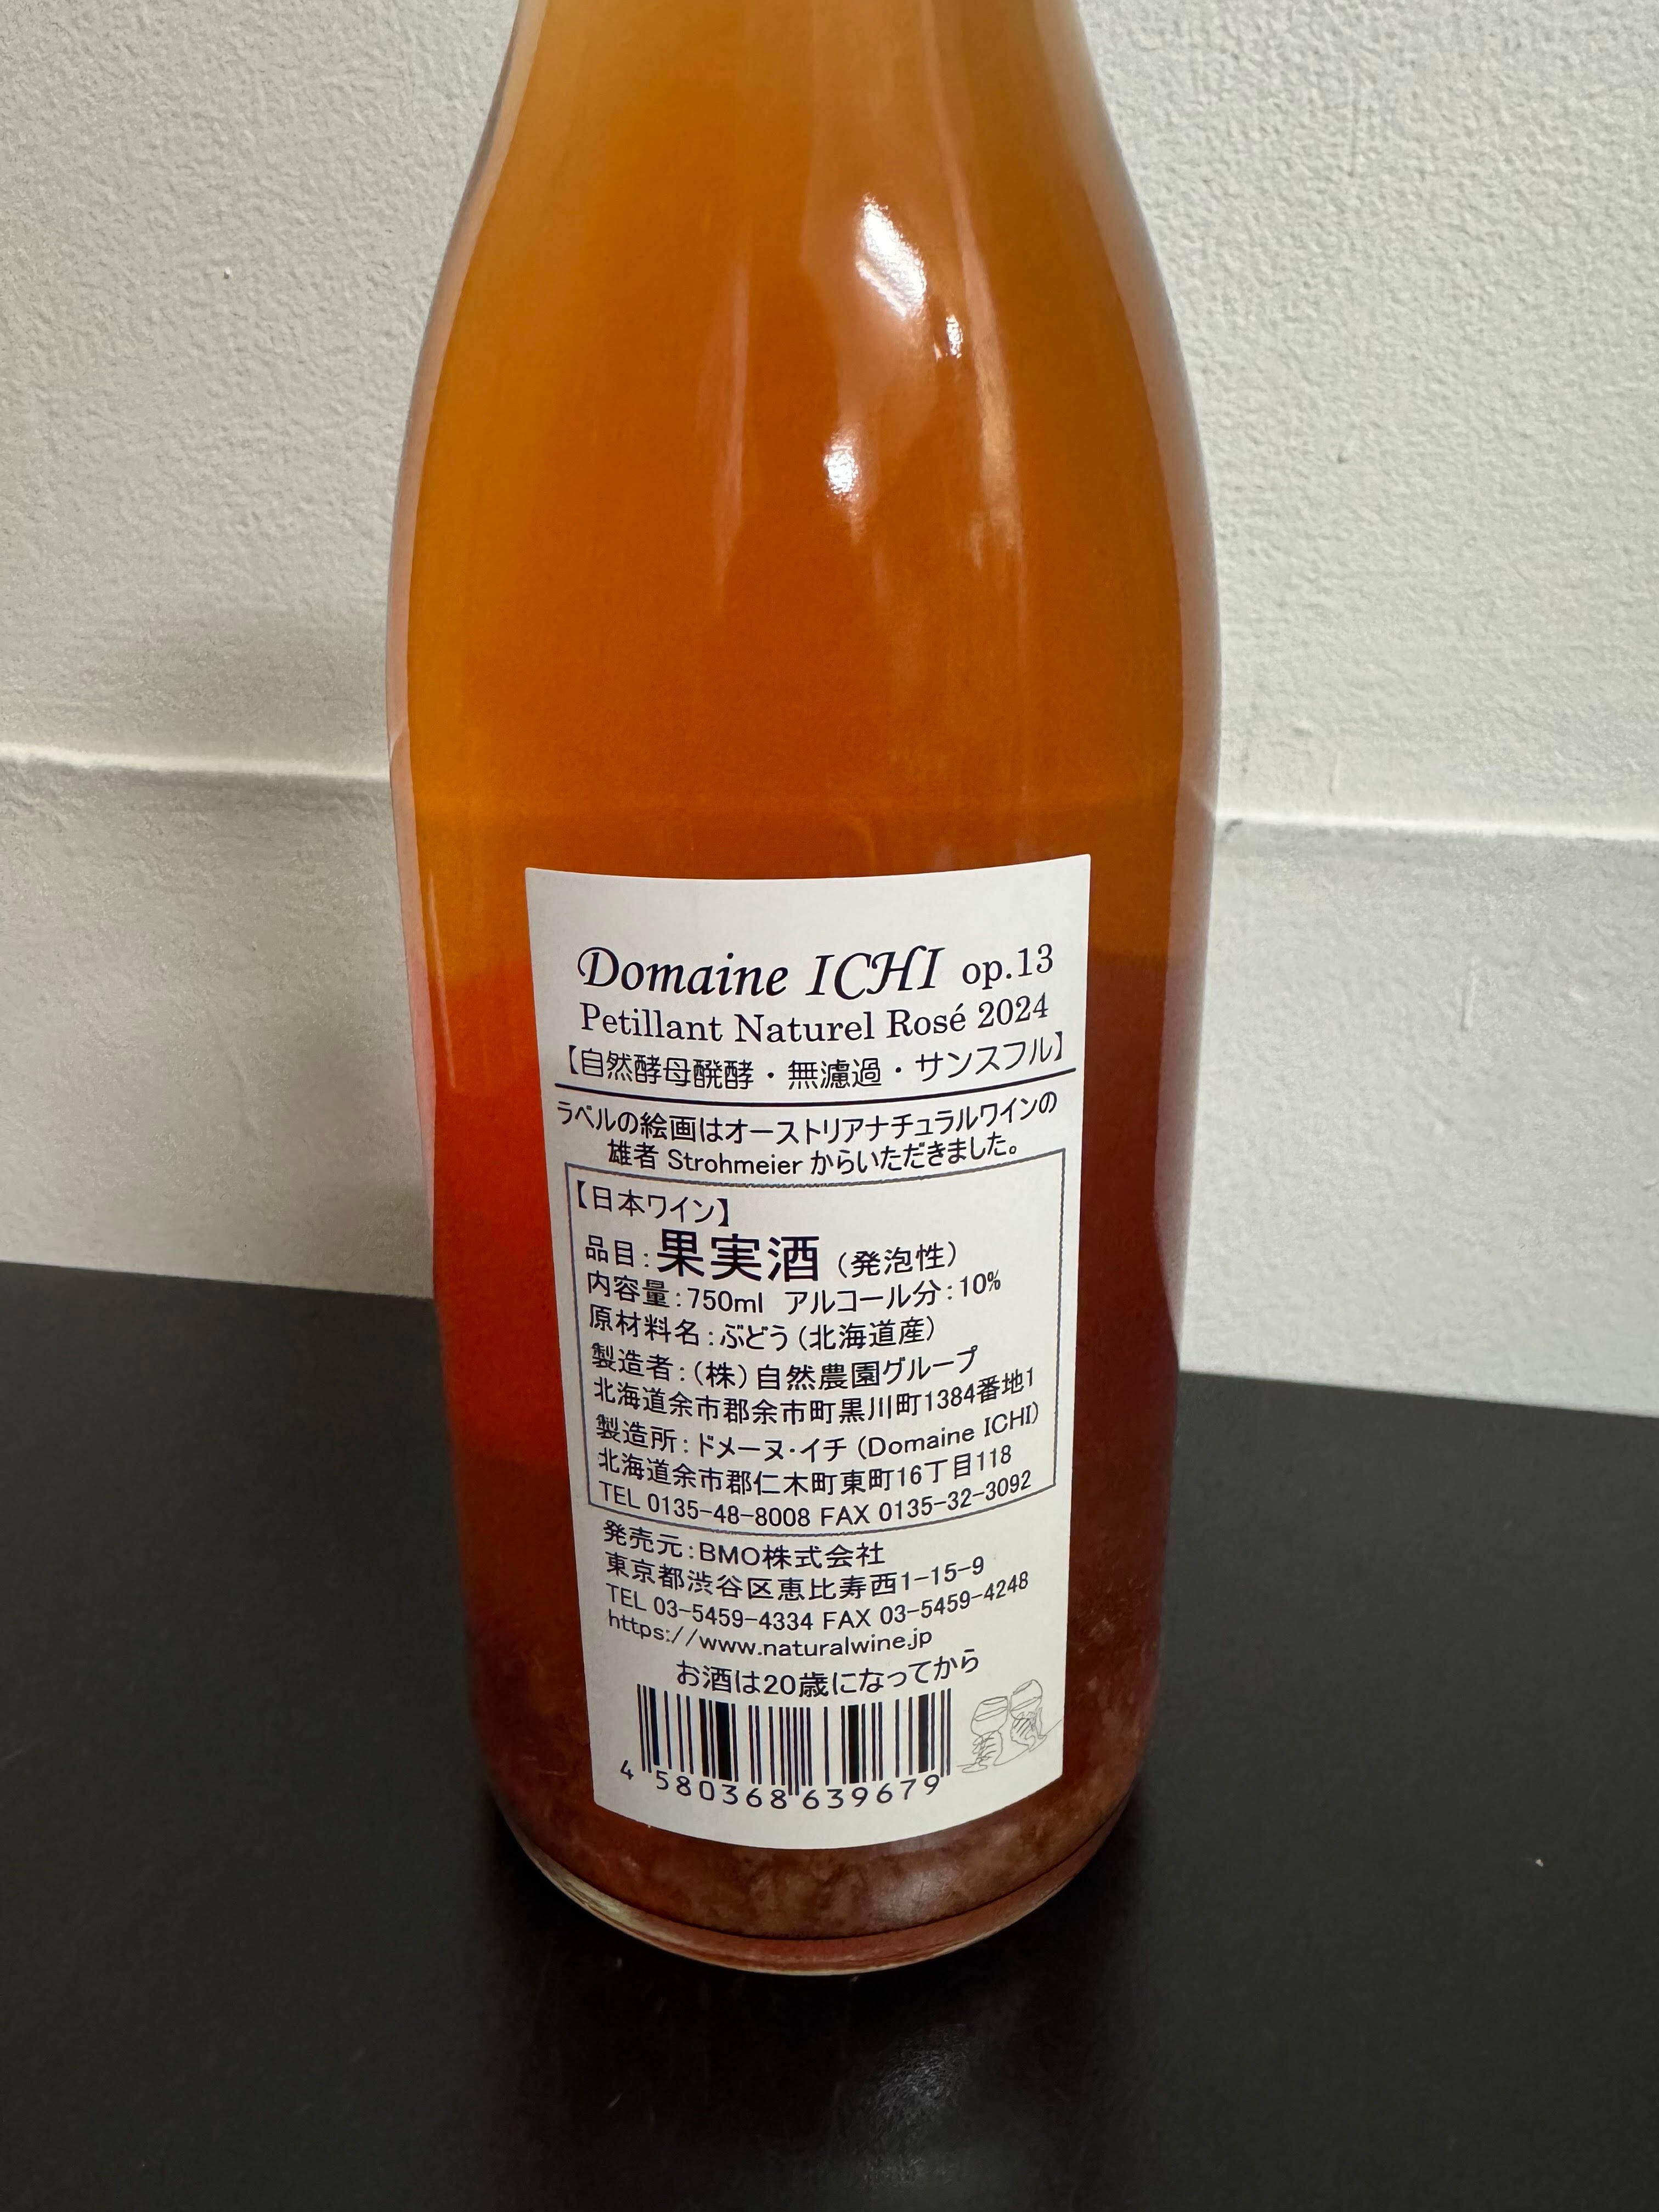 Domaine ICHI op.13
Petillant Naturel Rosé 2024
【自然酵母醗酵・無濾過・サンスフル】
ラベルの絵画はオーストリアナチュラルワインの
雄者 Strohmeier からいただきました。
【日本ワイン】
品目:果実酒(発泡性)
内容量:750ml アルコール分:10%
原材料名:ぶどう(北海道産)
製造者:(株)自然農園グループ
北海道余市郡余市町黒川町1384番地1
製造所:ドメーヌ・イチ(Domaine ICHI)
北海道余市郡仁木町東町16丁目118
TEL 0135-48-8008 FAX 0135-32-3092
発売元:BMO株式会社
東京都渋谷区恵比寿西1-15-9
TEL 03-5459-4334 FAX 03-5459-4248
https://www.naturalwine.jp
お酒は20歳になってから
4 580368 639679